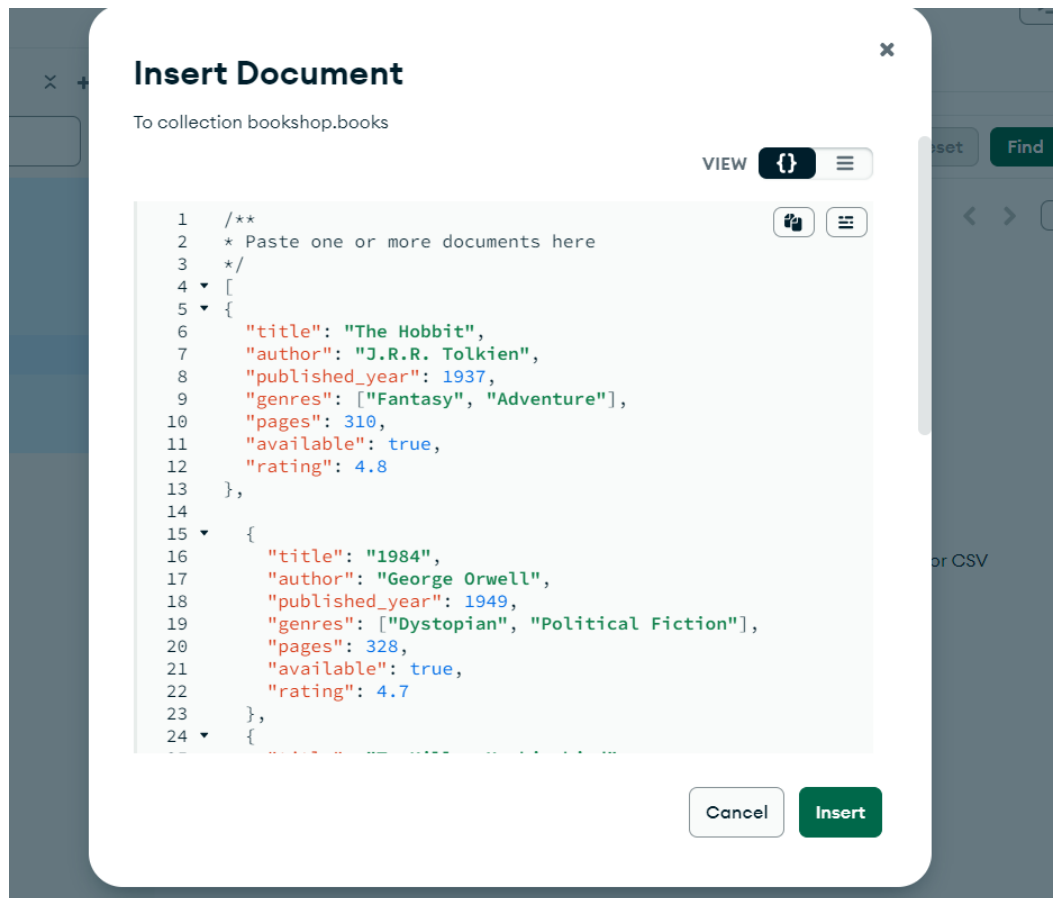 Insert Document
To collection bookshop.books
VIEW {}
Find
1 /**
2 * Paste one or more documents here
3 */
4 [
5 {
6 "title": "The Hobbit",
7 "author": "J.R.R. Tolkien",
8 "published_year": 1937,
9 "genres": ["Fantasy", "Adventure"],
10 "pages": 310,
11 "available": true,
12 "rating": 4.8
13 },
14
15 {
16 "title": "1984",
17 "author": "George Orwell",
18 "published_year": 1949,
19 "genres": ["Dystopian", "Political Fiction"],
20 "pages": 328,
21 "available": true,
22 "rating": 4.7
23 },
24 {
or CSV
Cancel Insert